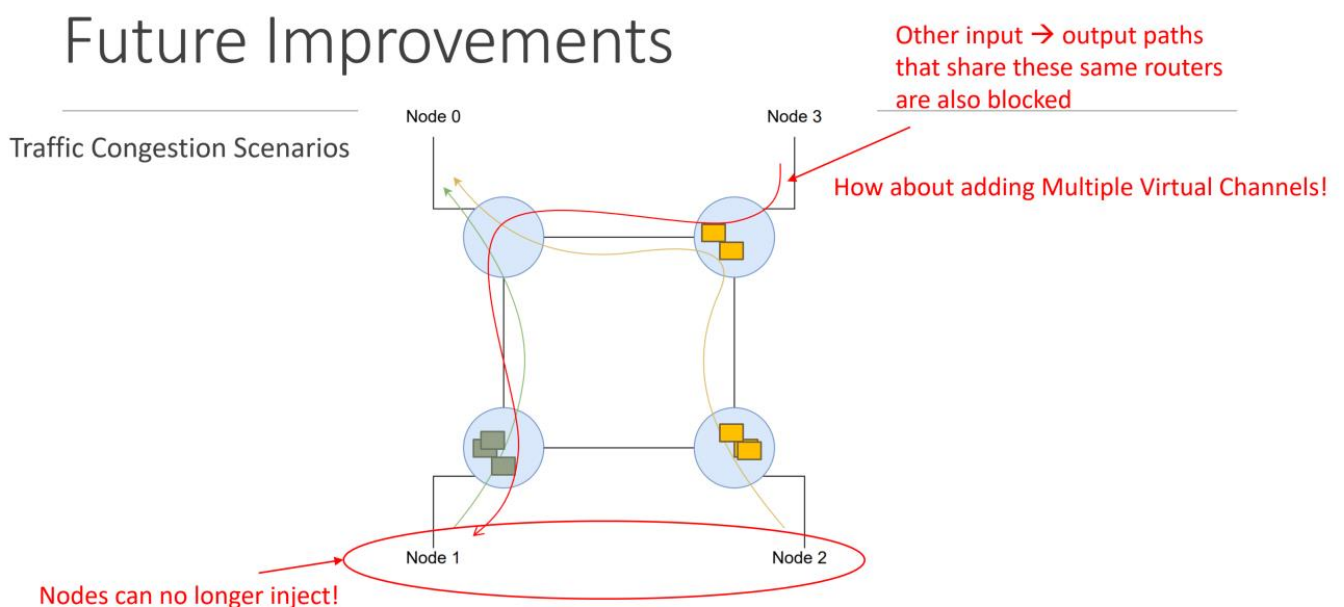 Future Improvements
Other input → output paths
that share these same routers
are also blocked
Traffic Congestion Scenarios
Node 0
Node 3
How about adding Multiple Virtual Channels!
Node 1
Node 2
Nodes can no longer inject!